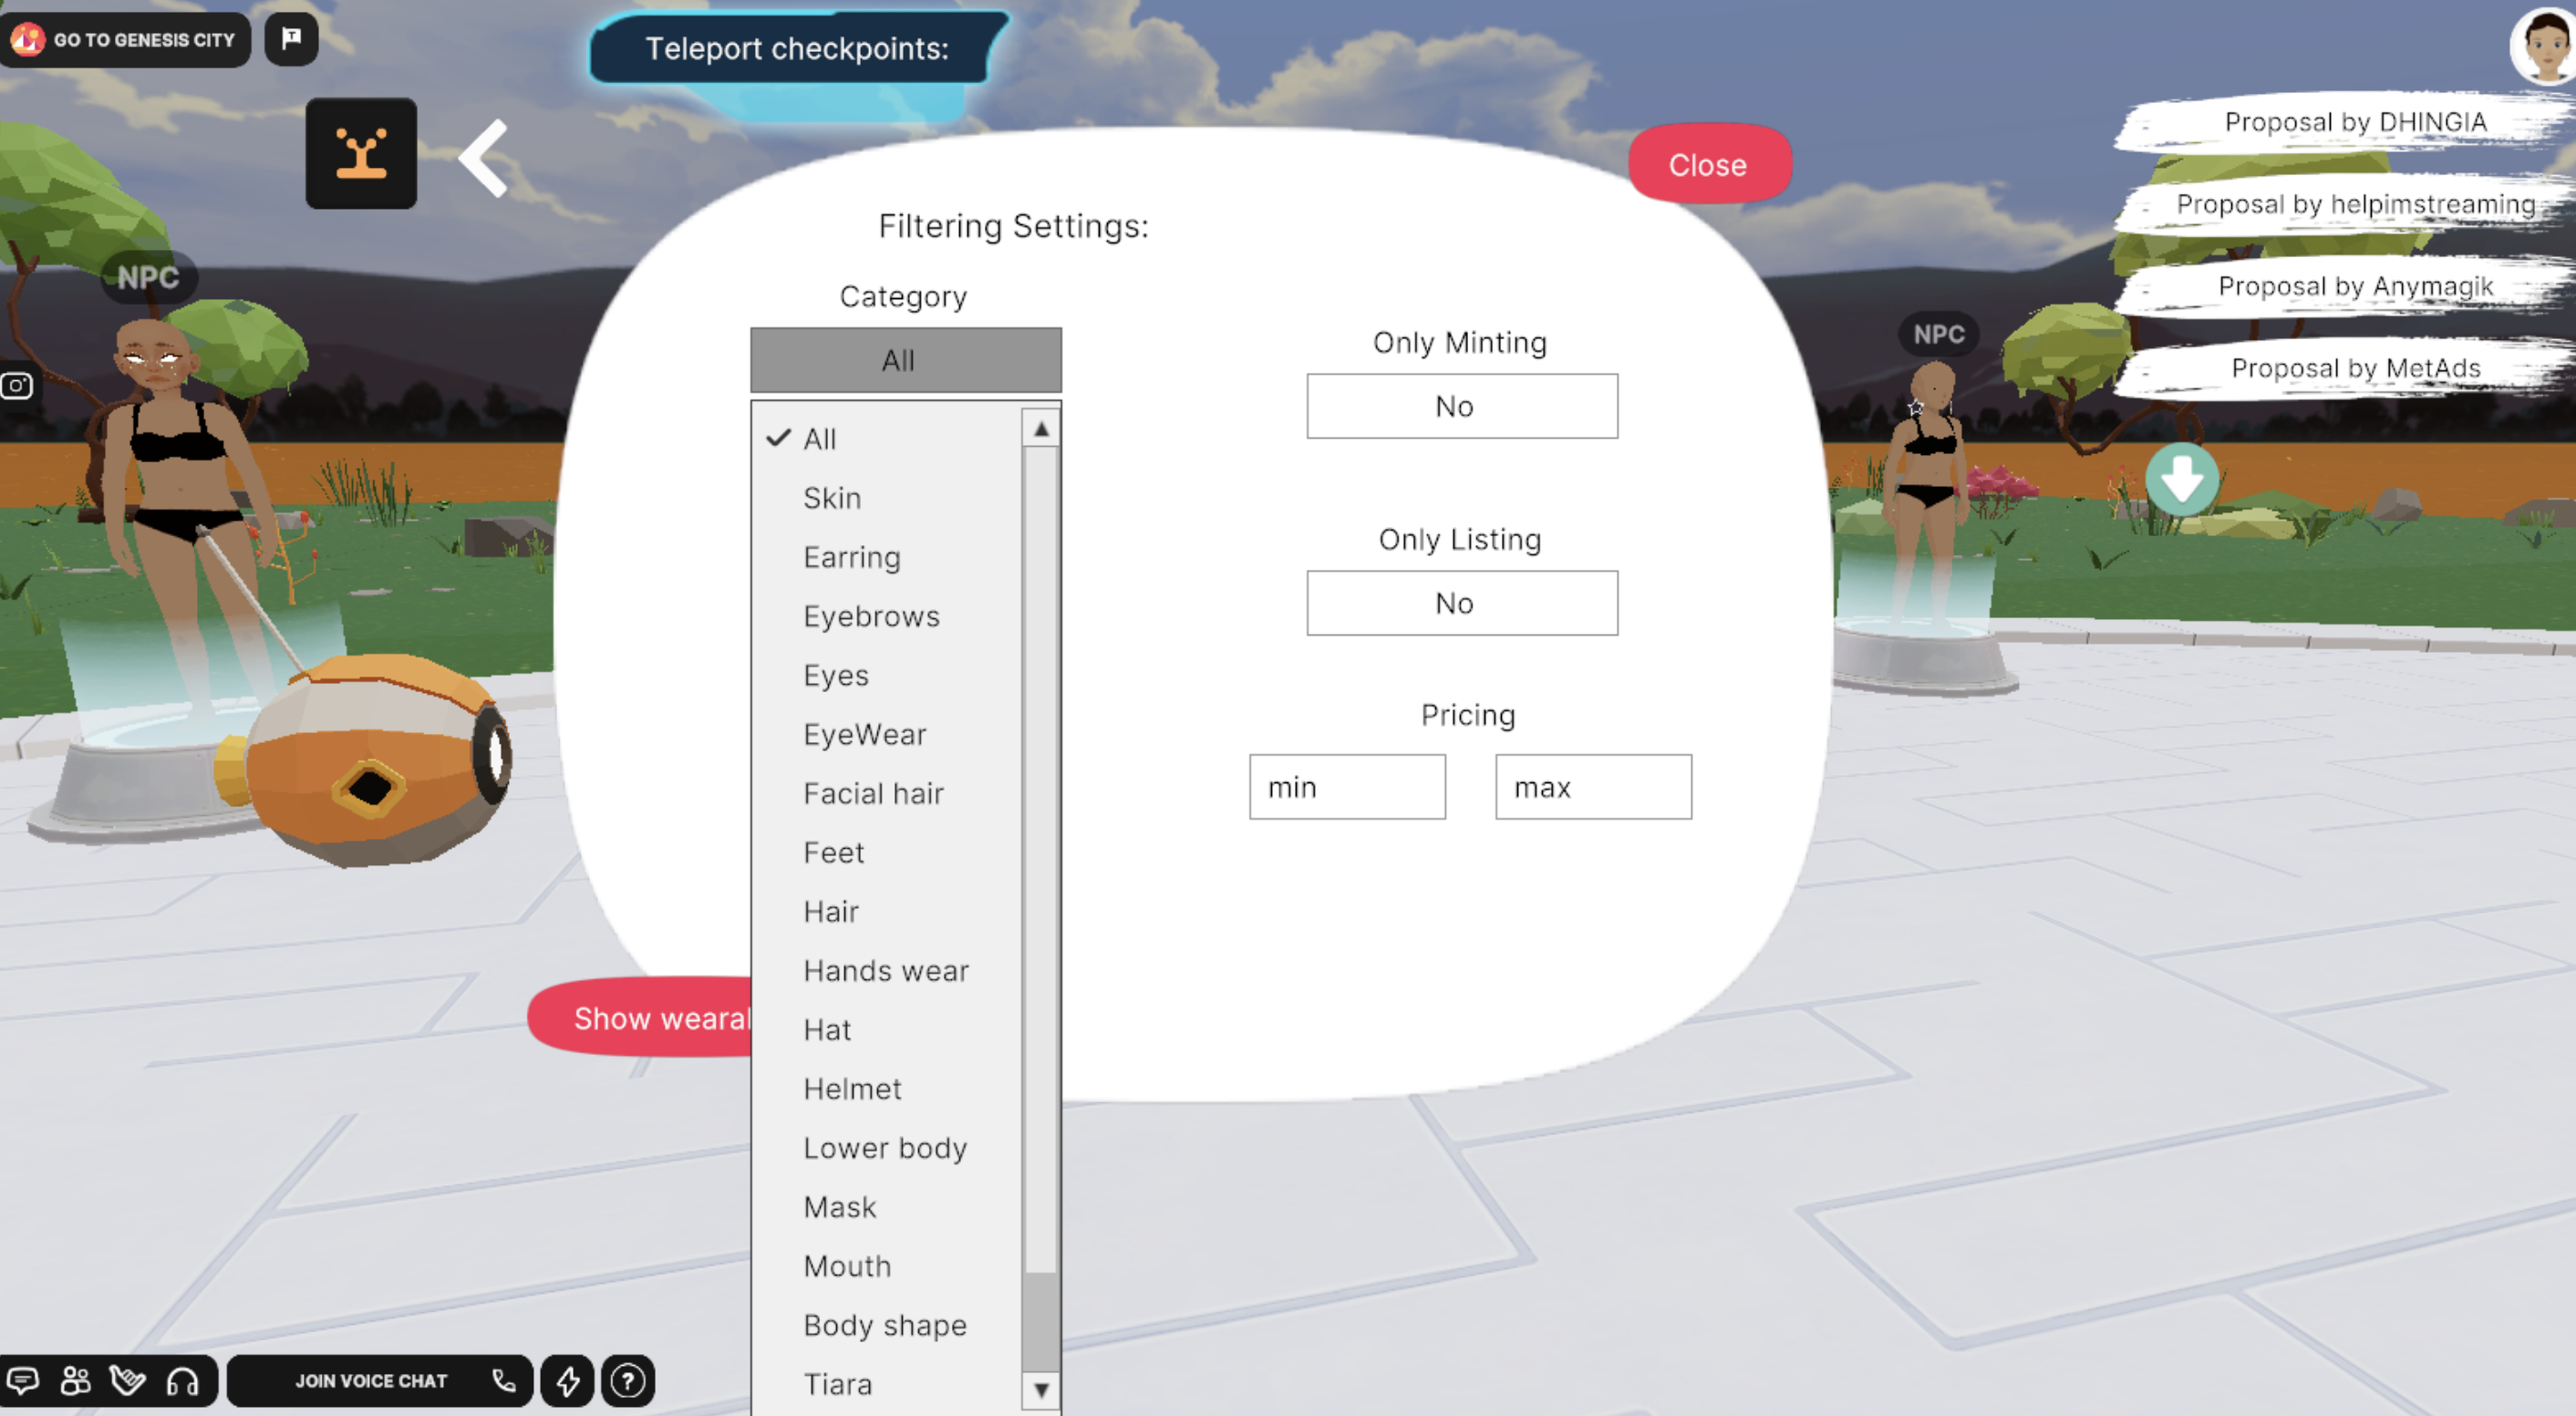 GO TO GENESIS CITY
Teleport checkpoints:
Close
Proposal by DHINGIA
Proposal by helpimstreaming
Proposal by Anymagik
Proposal by MetAds
NPC
NPC
Filtering Settings:
Category
All
All
Skin
Earring
Eyebrows
Eyes
EyeWear
Facial hair
Feet
Hair
Hands wear
Hat
Helmet
Lower body
Mask
Mouth
Body shape
Tiara
Only Minting
No
Only Listing
No
Pricing
min max
Show
JOIN VOICE CHAT